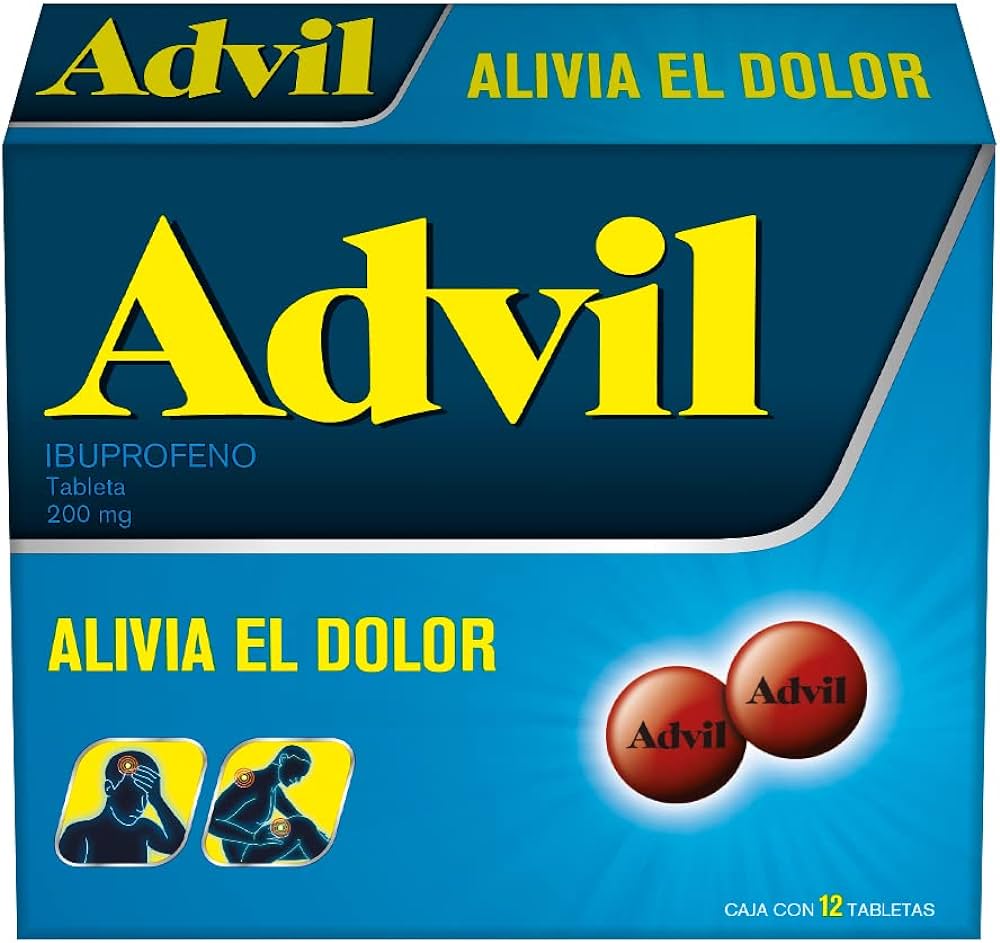 Advil
ALIVIA EL DOLOR
Advil
IBUPROFENO
Tableta
200 mg
ALIVIA EL DOLOR
Advil
Advil
CAJA CON 12 TABLETAS